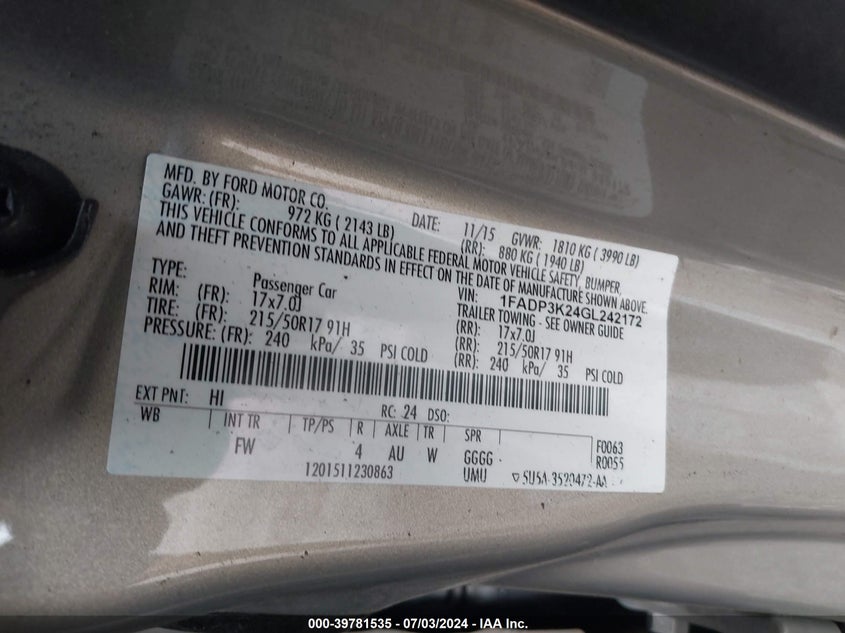 MFD. BY FORD MOTOR CO.
DATE: 11/15 GVWR: 1810 KG ( 3990 LB)
GAWR: (FR): 972 KG ( 2143 LB) (RR): 880 KG ( 1940 LB)
THIS VEHICLE CONFORMS TO ALL APPLICABLE FEDERAL MOTOR VEHICLE SAFETY, BUMPER,
AND THEFT PREVENTION STANDARDS IN EFFECT ON THE DATE OF MANUFACTURE SHOWN ABOVE.
VIN: 1FADP3K24GL242172
TYPE: Passenger Car TRAILER TOWING - SEE OWNER GUIDE
RIM: (FR): 17x7.0J (RR): 17x7.0J
TIRE: (FR): 215/50R17 91H (RR): 215/50R17 91H
PRESSURE: (FR): 240 kPa/ 35 PSI COLD (RR): 240 kPa/ 35 PSI COLD
EXT PNT: HI RC: 24 DSO:
WB INT TR TP/PS R AXLE TR SPR F0063
FW 4 AU W GGGG R0055
1201511230863 UMU SU5A-3520472-AA
000-39781535 - 07/03/2024 - IAA Inc.